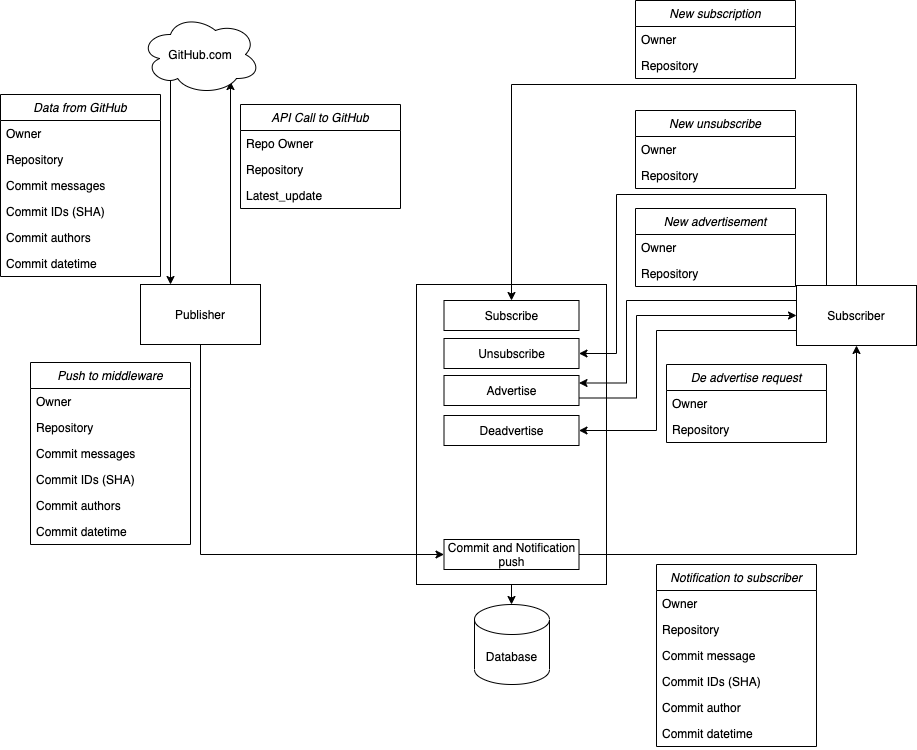 GitHub.com
Data from GitHub
Owner
Repository
Commit messages
Commit IDs (SHA)
Commit authors
Commit datetime
API Call to GitHub
Repo Owner
Repository
Latest_update
Publisher
Push to middleware
Owner
Repository
Commit messages
Commit IDs (SHA)
Commit authors
Commit datetime
Subscribe
Unsubscribe
Advertise
Deadvertise
Commit and Notification
push
Database
New subscription
Owner
Repository
New unsubscribe
Owner
Repository
New advertisement
Owner
Repository
Subscriber
De advertise request
Owner
Repository
Notification to subscriber
Owner
Repository
Commit message
Commit IDs (SHA)
Commit author
Commit datetime